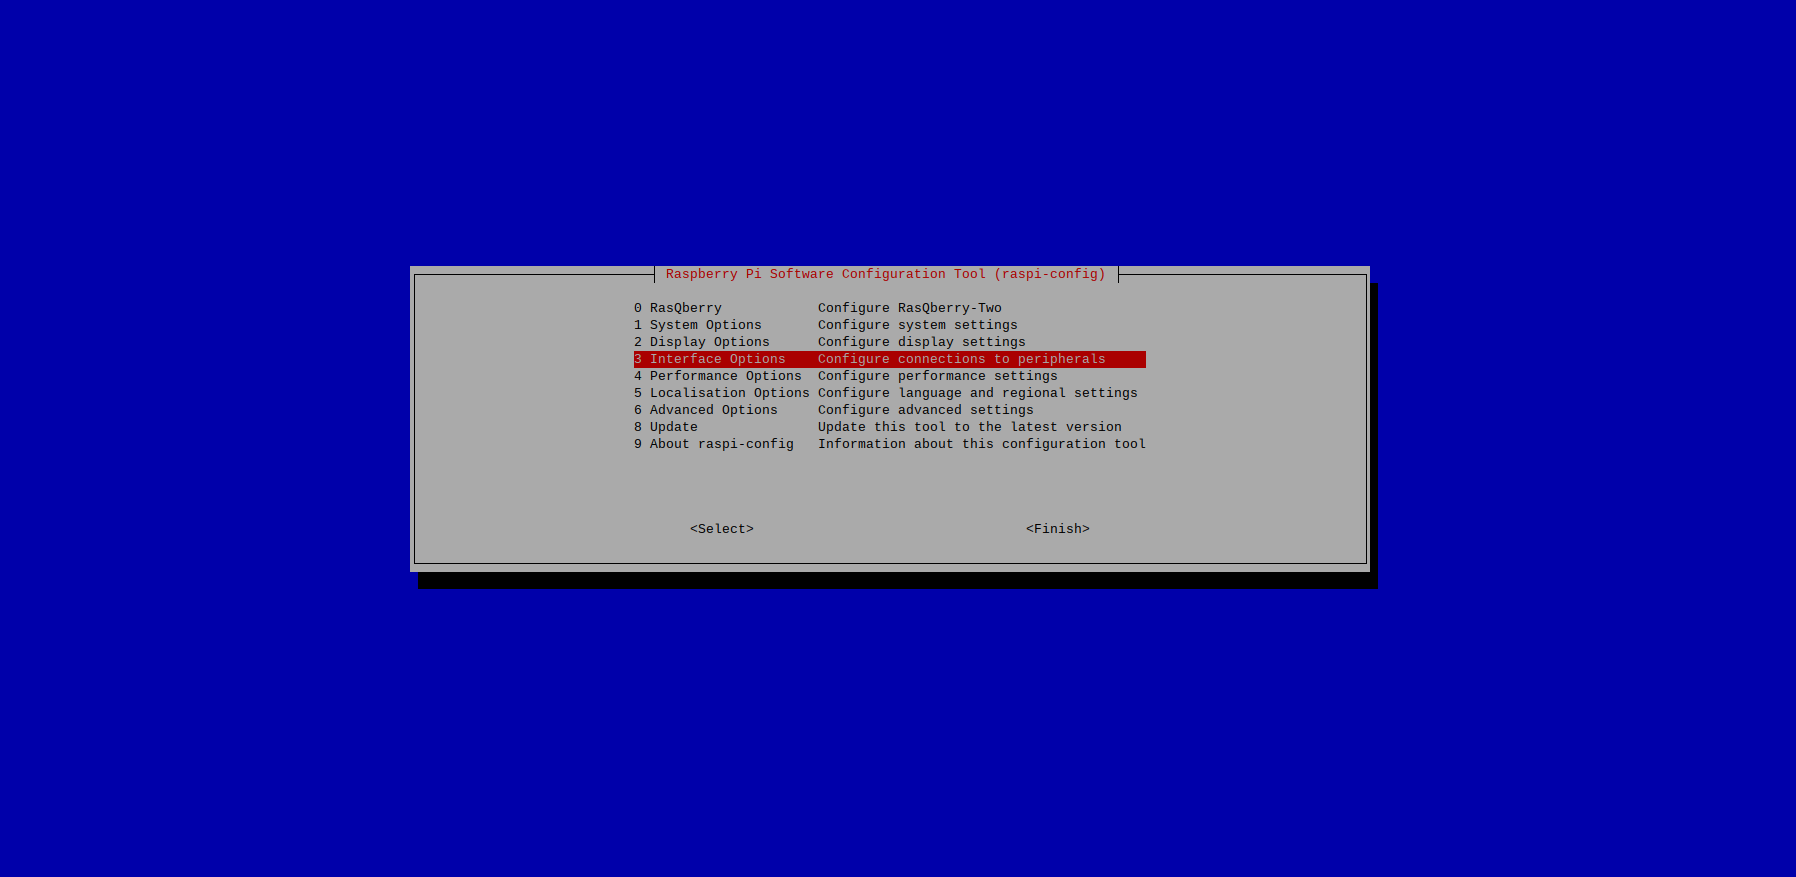 Raspberry Pi Software Configuration Tool (raspi-config)
0 RasQberry Configure RasQberry-Two
1 System Options Configure system settings
2 Display Options Configure display settings
3 Interface Options Configure connections to peripherals
4 Performance Options Configure performance settings
5 Localisation Options Configure language and regional settings
6 Advanced Options Configure advanced settings
8 Update Update this tool to the latest version
9 About raspi-config Information about this configuration tool
<Select> <Finish>